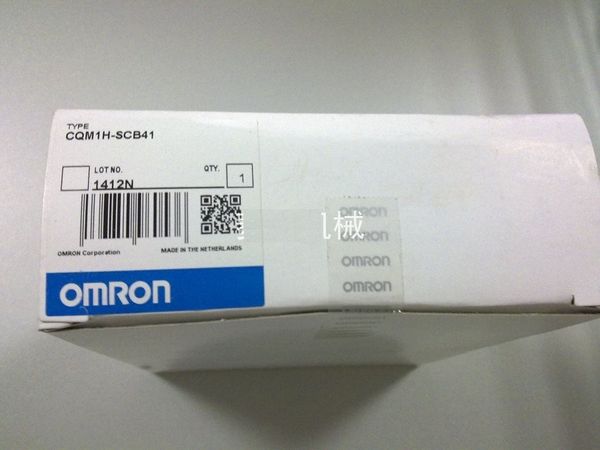 TYPE
CQM1H-SCB41
LOT NO.
QTY.
1412N
1
OMRON Corporation
MADE IN THE NETHERLANDS
OMRON
械
OMRON
OMRON
OMRON
OMRON